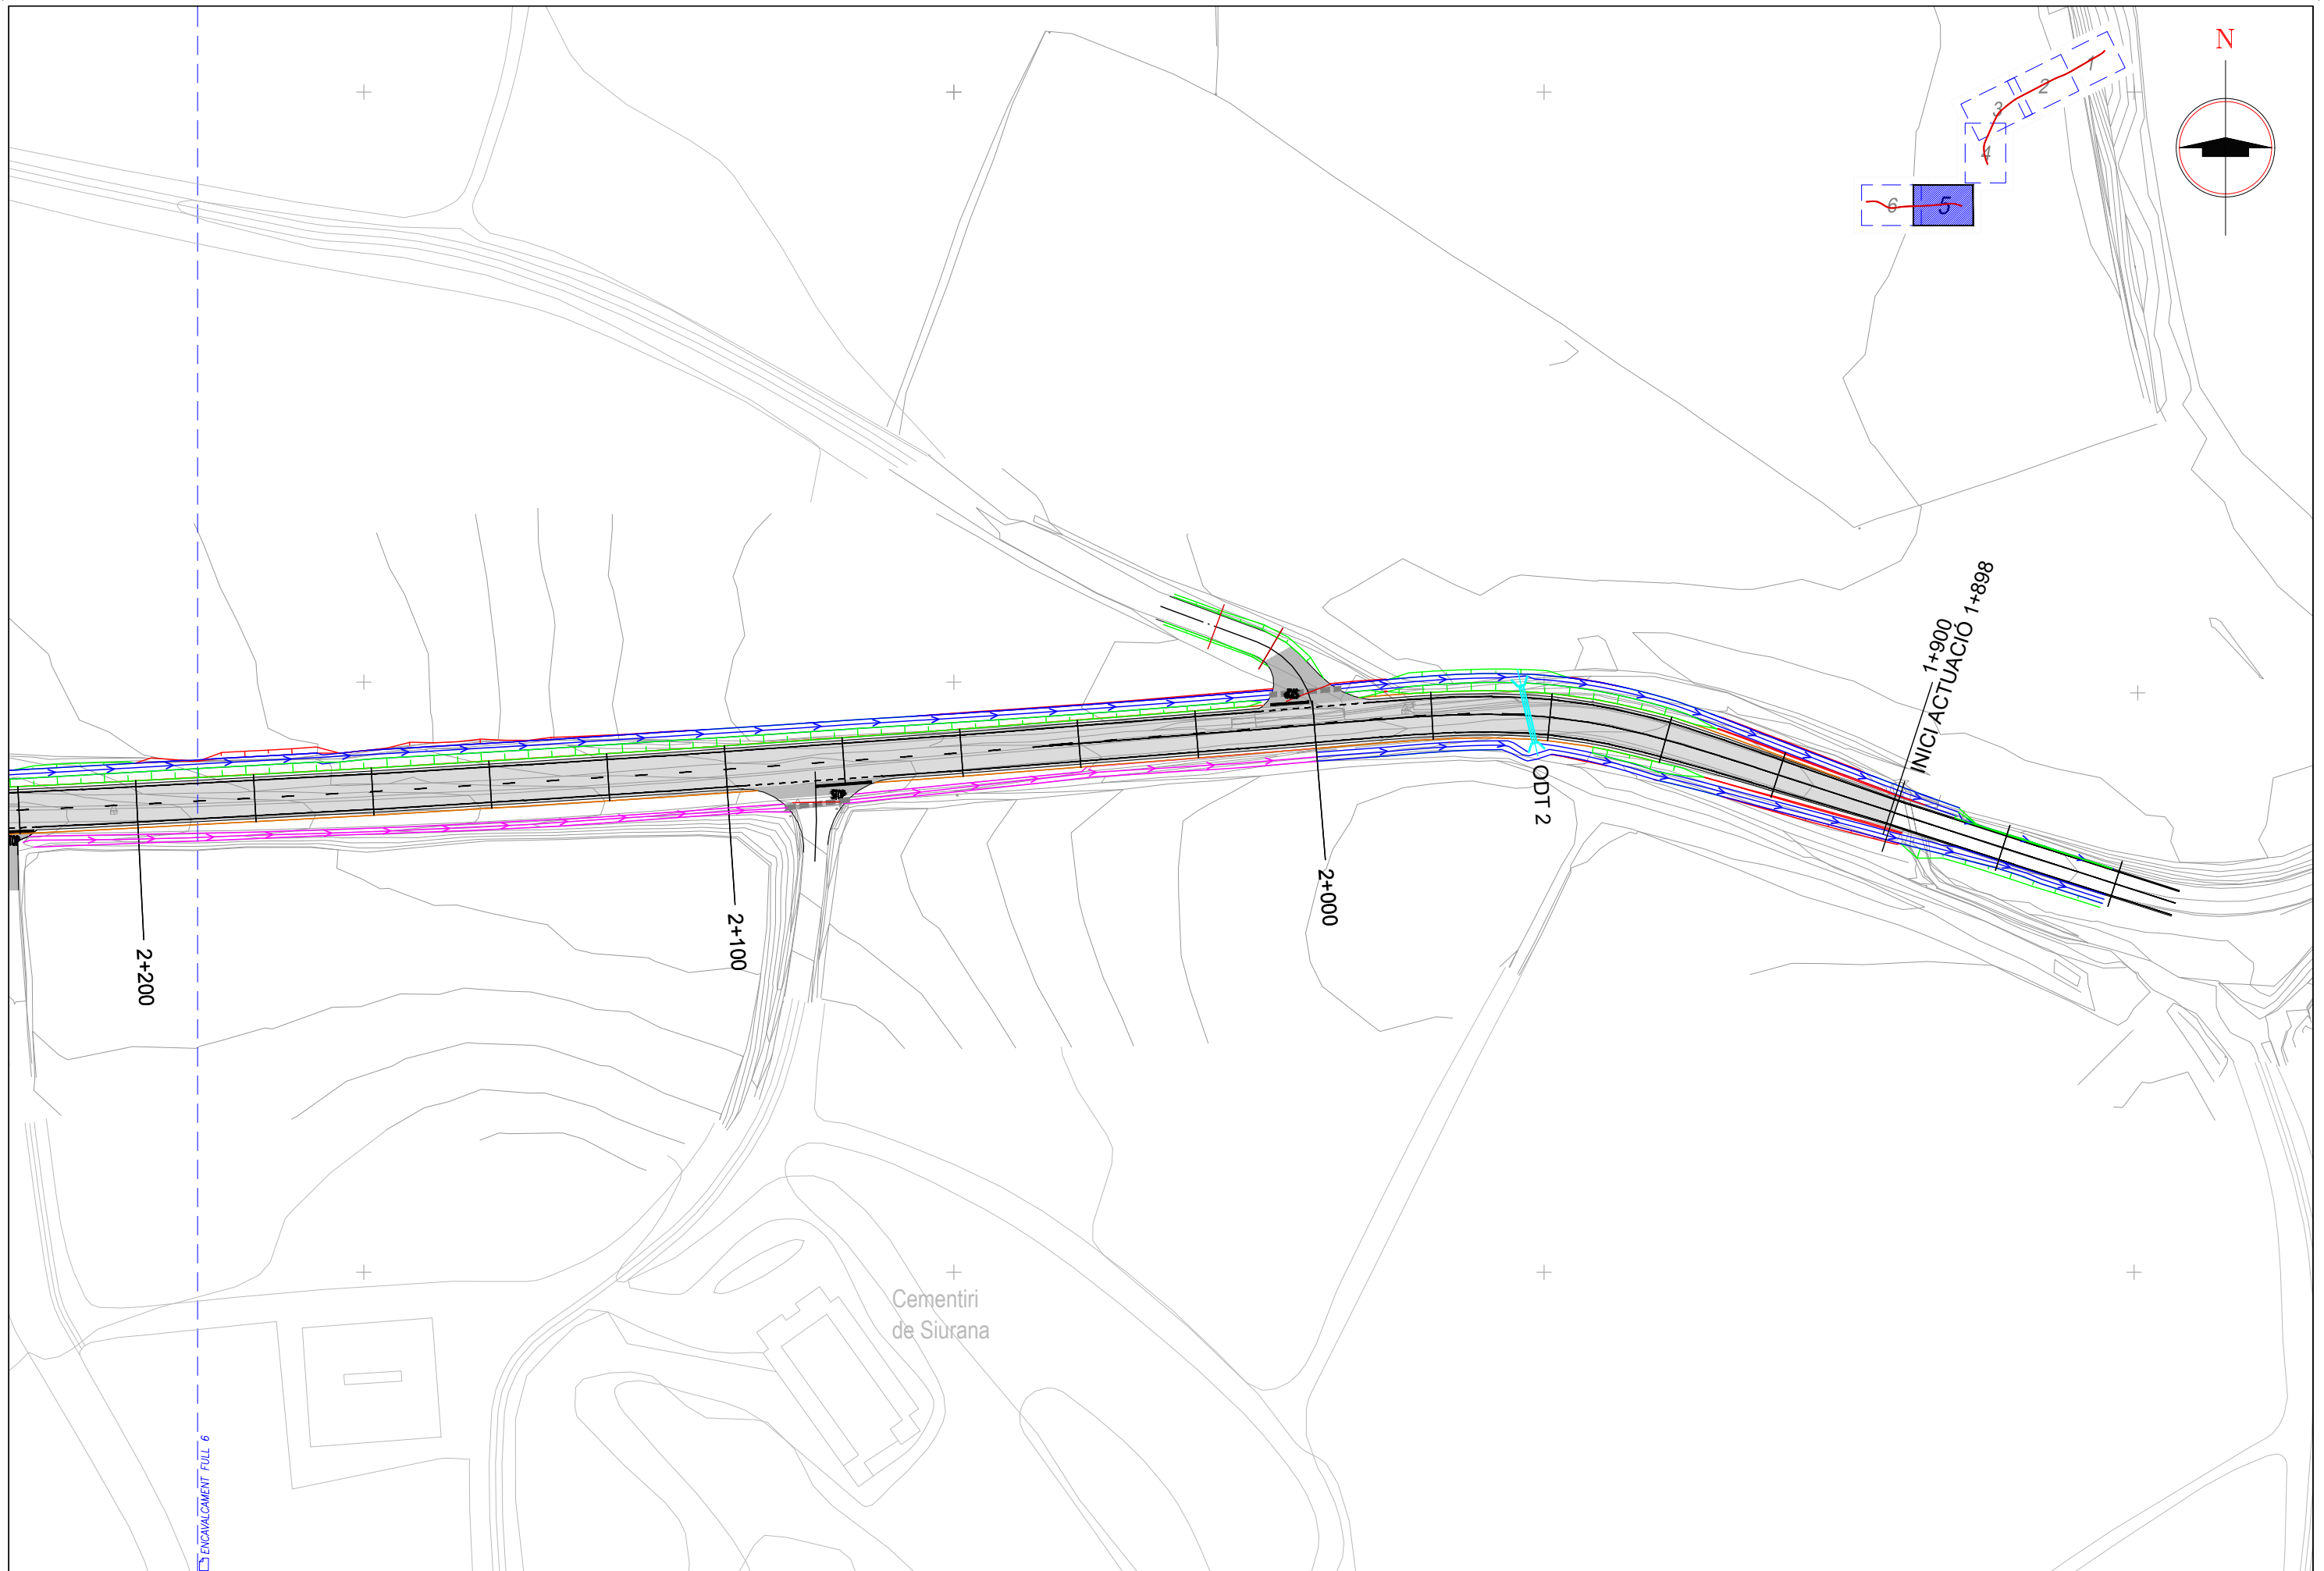 N
1
2
3
4
5
6
1+900
INICI ACTUACIÓ 1+898
ODT 2
2+000
2+100
2+200
Cementiri
de Siurana
ENCAVALCAMENT FULL 6